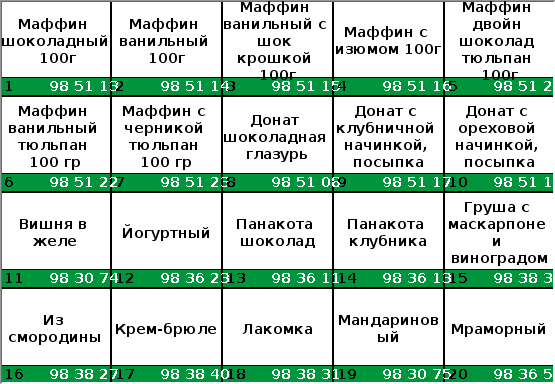 Маффин
шоколадный
100г
1 98 51 13
Маффин
ванильный
100г
2 98 51 14
Маффин
ванильный с
шок
крошкой
100г
3 98 51 15
Маффин с
изюмом 100г
4 98 51 16
Маффин
двойн
шоколад
тюльпан
100г
5 98 51 2
Маффин
ванильный
тюльпан
100 гр
6 98 51 22
Маффин с
черникой
тюльпан
100 гр
7 98 51 23
Донат
шоколадная
глазурь
8 98 51 08
Донат с
клубничной
начинкой,
посыпка
9 98 51 17
Донат с
ореховой
начинкой,
посыпка
10 98 51 1
Вишня в
желе
11 98 30 74
Йогуртный
12 98 36 23
Панакота
шоколад
13 98 36 11
Панакота
клубника
14 98 36 13
Груша с
маскарпоне
и
виноградом
15 98 38 3
Из
смородины
16 98 38 27
Крем-брюле
17 98 38 40
Лакомка
18 98 38 31
Мандаринов
ый
19 98 30 75
Мраморный
20 98 36 5